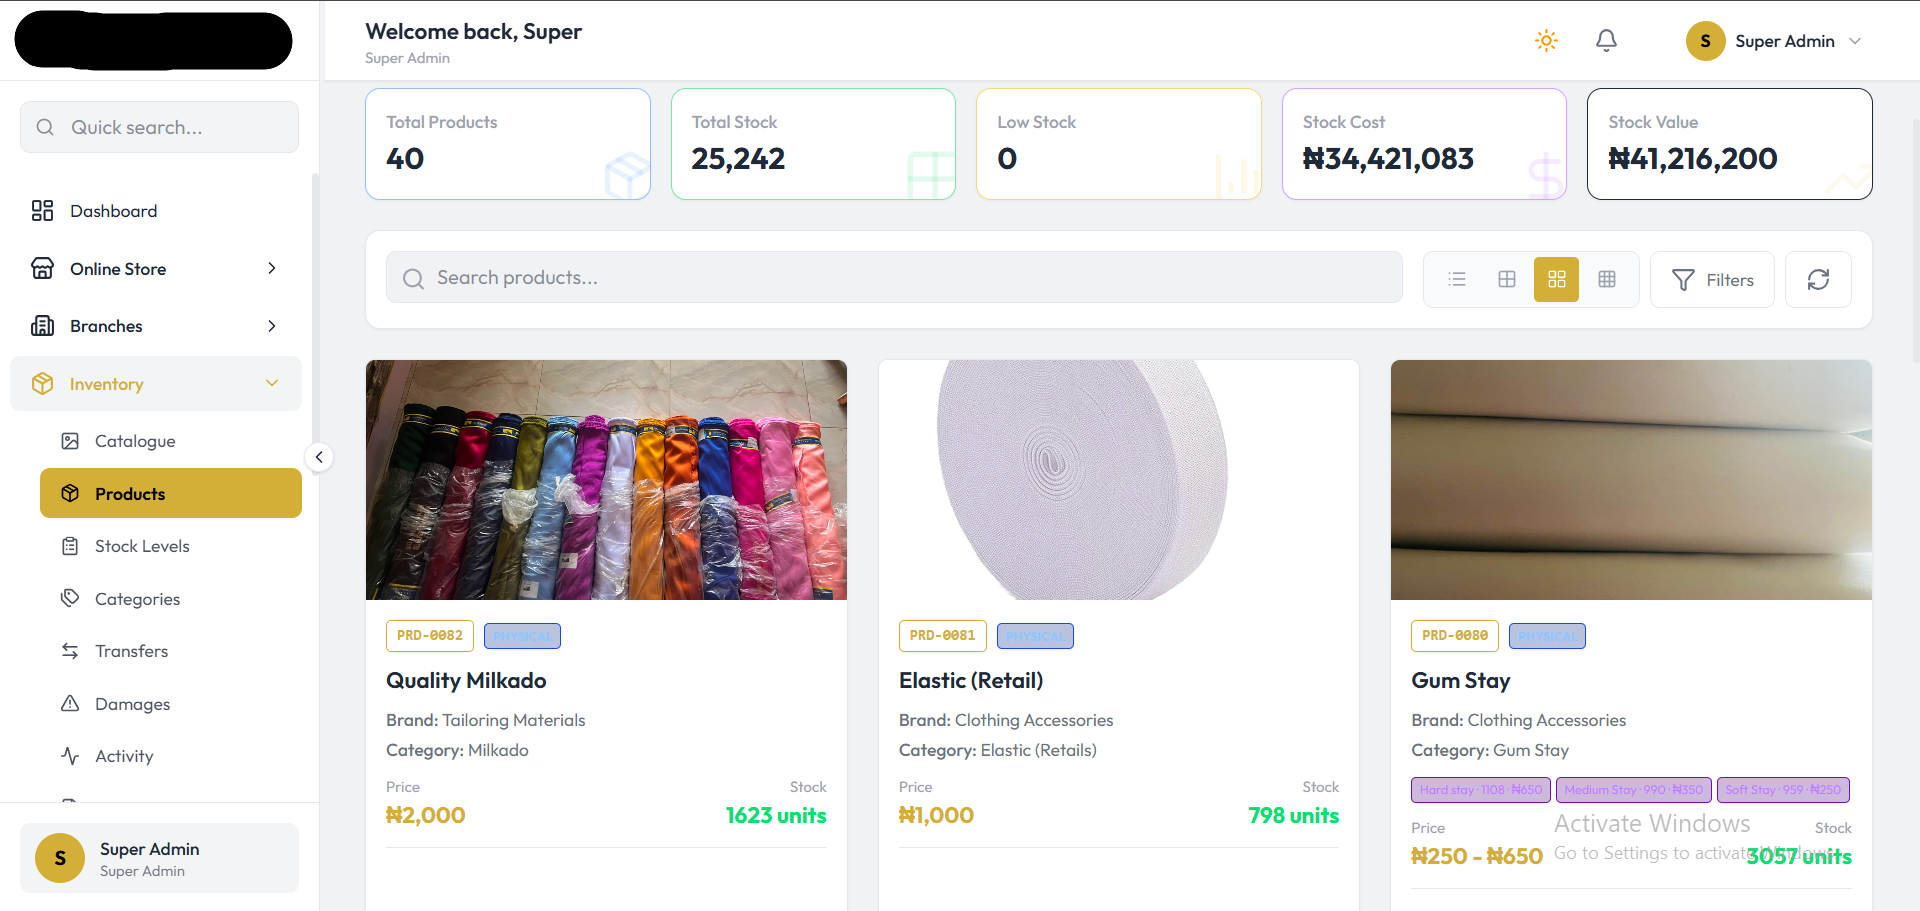 Welcome back, Super
Super Admin
S
Super Admin
Quick search...
Dashboard
Online Store
Branches
Inventory
Catalogue
Products
Stock Levels
Categories
Transfers
Damages
Activity
S
Super Admin
Super Admin
Total Products
40
Total Stock
25,242
Low Stock
0
Stock Cost
₦34,421,083
Stock Value
₦41,216,200
Search products...
Filters
PRD-0082
PHYSICAL
Quality Milkado
Brand: Tailoring Materials
Category: Milkado
Price
Stock
₦2,000
1623 units
PRD-0081
PHYSICAL
Elastic (Retail)
Brand: Clothing Accessories
Category: Elastic (Retails)
Price
Stock
₦1,000
798 units
PRD-0080
PHYSICAL
Gum Stay
Brand: Clothing Accessories
Category: Gum Stay
Hard stay · 1108 · ₦650
Medium Stay · 990 · ₦350
Soft Stay · 959 · ₦250
Price
Stock
₦250 - ₦650
3057 units
Activate Windows
Go to Settings to activate Windows.